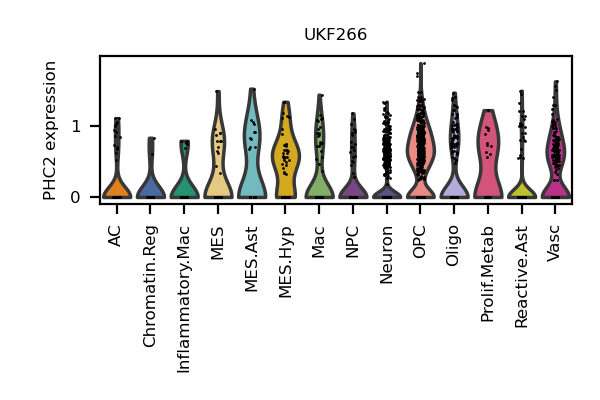 UKF266
PHC2 expression
1
0
AC
Chromatin.Reg
Inflammatory.Mac
MES
MES.Ast
MES.Hyp
Mac
NPC
Neuron
OPC
Oligo
Prolif.Metab
Reactive.Ast
Vasc